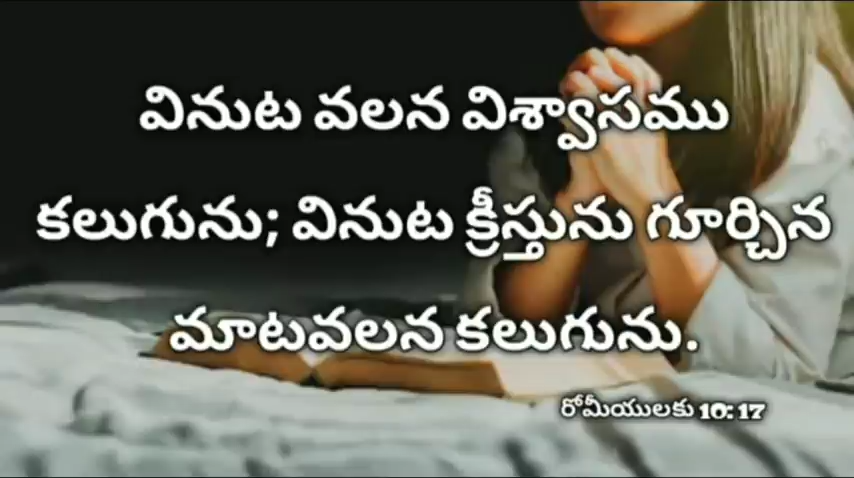 వినుట వలన విశ్వాసము
కలుగును; వినుట క్రీస్తును గూర్చిన
మాటవలన కలుగును.
రోమీయులకు 10: 17